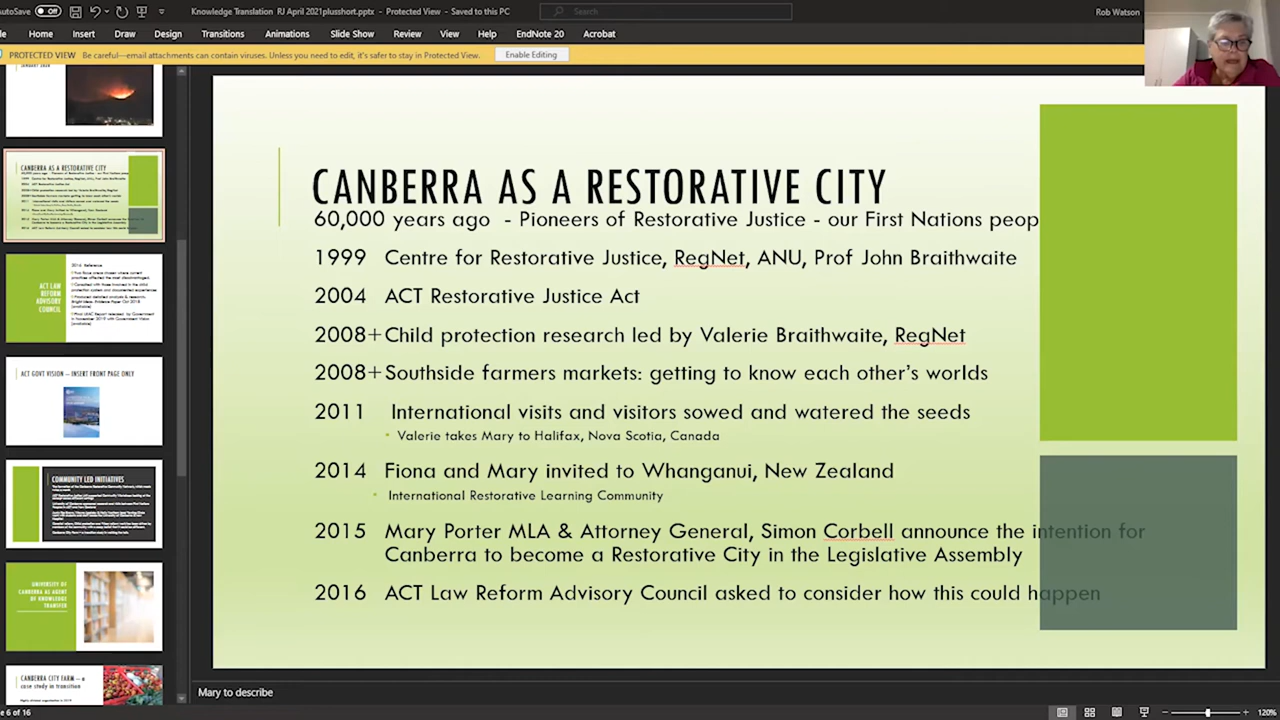 AutoSave Off Knowledge Translation RJ April 2021plusshort.pptx - Protected View - Saved to this PC Search Rob Watson
Home Insert Draw Design Transitions Animations Slide Show Review View Help EndNote 20 Acrobat
PROTECTED VIEW Be careful—email attachments can contain viruses. Unless you need to edit, it's safer to stay in Protected View. Enable Editing
CANBERRA AS A RESTORATIVE CITY
ACT LAW
REFORM
ADVISORY
COUNCIL
2016 Reference
ACT GOVT VISION – INSERT FRONT PAGE ONLY
COMMUNITY LED INITIATIVES
UNIVERSITY OF
CANBERRA AS AGENT
OF KNOWLEDGE
TRANSFER
CANBERRA CITY FARM – a
case study in transition
CANBERRA AS A RESTORATIVE CITY
60,000 years ago – Pioneers of Restorative Justice - our First Nations peop
1999 Centre for Restorative Justice, RegNet, ANU, Prof John Braithwaite
2004 ACT Restorative Justice Act
2008+ Child protection research led by Valerie Braithwaite, RegNet
2008+ Southside farmers markets: getting to know each other's worlds
2011 International visits and visitors sowed and watered the seeds
• Valerie takes Mary to Halifax, Nova Scotia, Canada
2014 Fiona and Mary invited to Whanganui, New Zealand
• International Restorative Learning Community
2015 Mary Porter MLA & Attorney General, Simon Corbell announce the intention for
Canberra to become a Restorative City in the Legislative Assembly
2016 ACT Law Reform Advisory Council asked to consider how this could happen
Mary to describe
e 6 of 16 120%